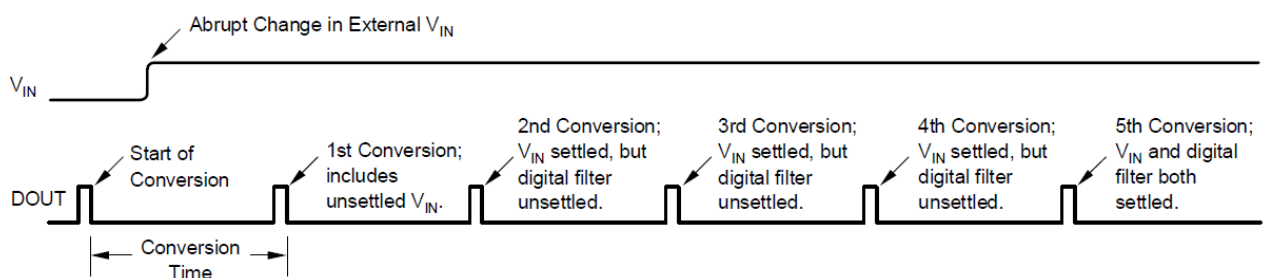 Abrupt Change in External VIN
VIN
Start of
Conversion
1st Conversion;
includes
unsettled VIN.
2nd Conversion;
VIN settled, but
digital filter
unsettled.
3rd Conversion;
VIN settled, but
digital filter
unsettled.
4th Conversion;
VIN settled, but
digital filter
unsettled.
5th Conversion;
VIN and digital
filter both
settled.
DOUT
Conversion
Time